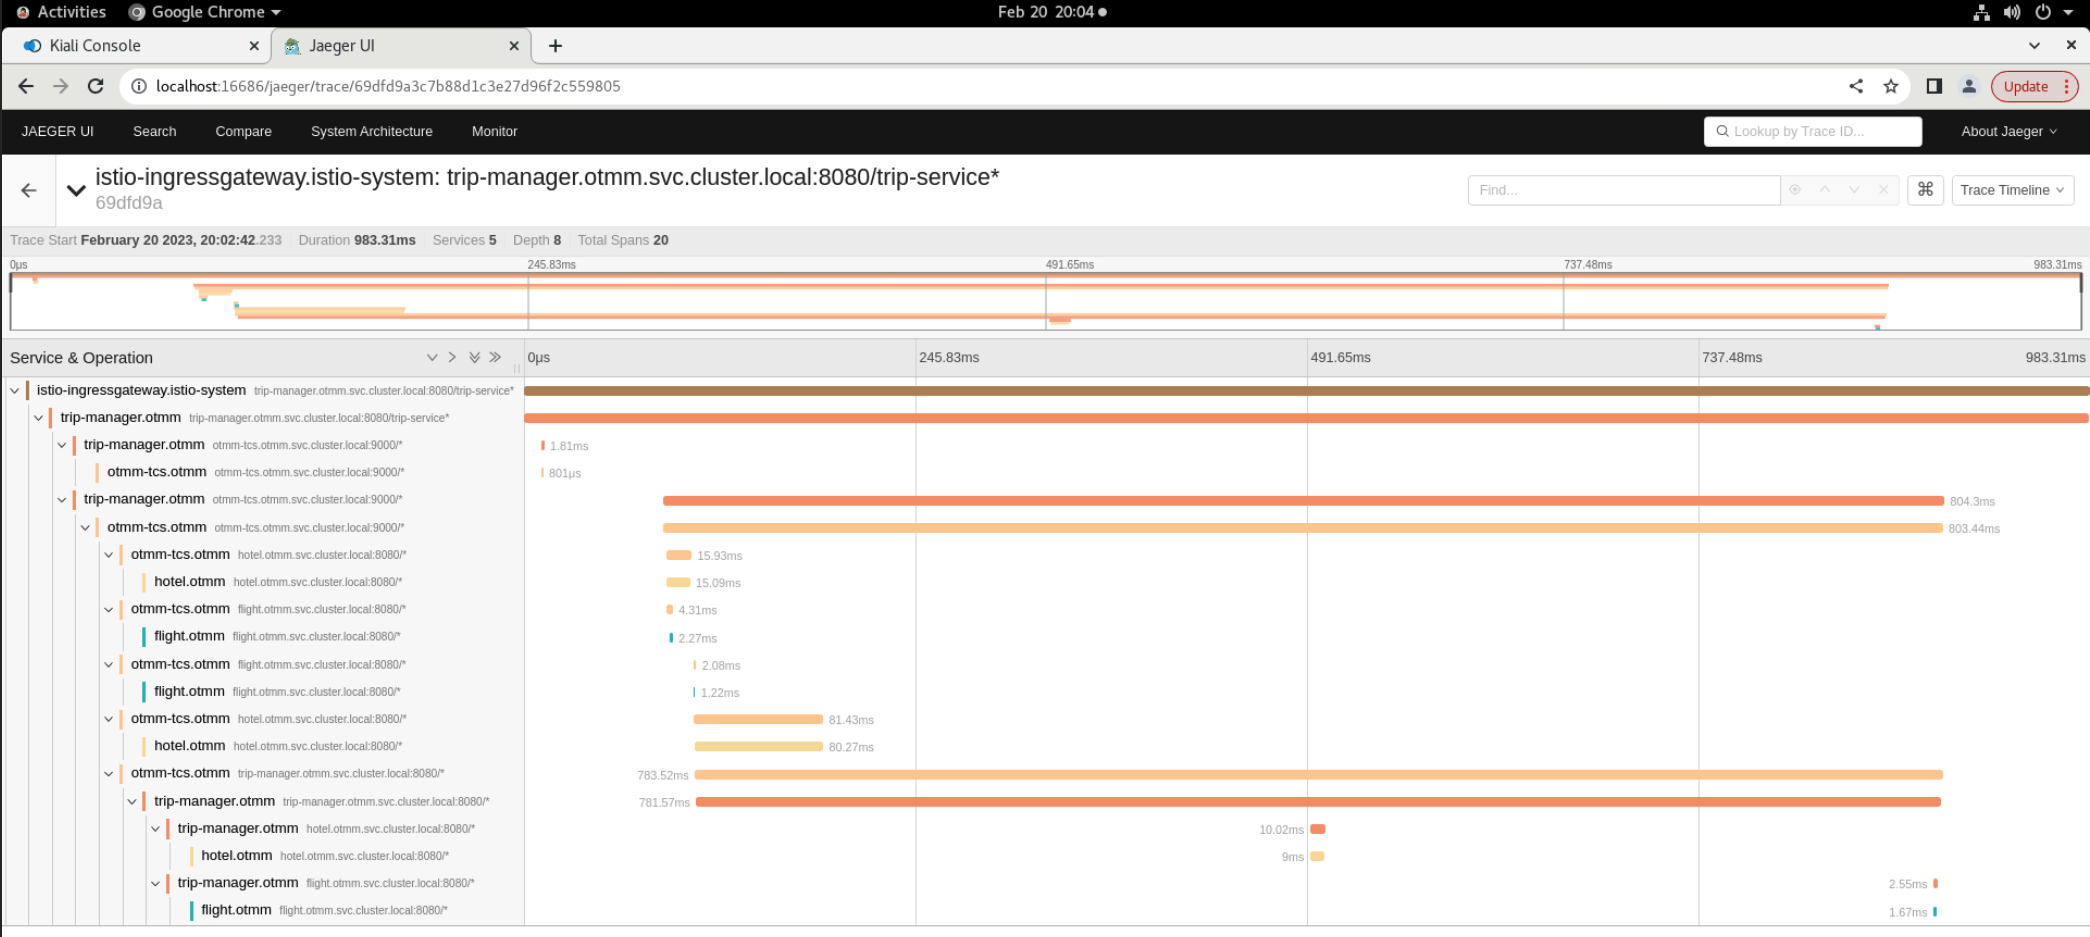 Activities Google Chrome Feb 20 20:04
Kiali Console Jaeger UI
localhost:16686/jaeger/trace/69dfd9a3c7b88d1c3e27d96f2c559805 Update
JAEGER UI Search Compare System Architecture Monitor Lookup by Trace ID... About Jaeger
istio-ingressgateway.istio-system: trip-manager.otmm.svc.cluster.local:8080/trip-service*
69dfd9a
Find... Trace Timeline
Trace Start February 20 2023, 20:02:42.233 Duration 983.31ms Services 5 Depth 8 Total Spans 20
0μs 245.83ms 491.65ms 737.48ms 983.31ms
Service & Operation 0μs 245.83ms 491.65ms 737.48ms 983.31ms
istio-ingressgateway.istio-system trip-manager.otmm.svc.cluster.local:8080/trip-service*
trip-manager.otmm trip-manager.otmm.svc.cluster.local:8080/trip-service*
trip-manager.otmm otmm-tcs.otmm.svc.cluster.local:9000/* 1.81ms
otmm-tcs.otmm otmm-tcs.otmm.svc.cluster.local:9000/* 801μs
trip-manager.otmm otmm-tcs.otmm.svc.cluster.local:9000/* 804.3ms
otmm-tcs.otmm otmm-tcs.otmm.svc.cluster.local:9000/* 803.44ms
otmm-tcs.otmm hotel.otmm.svc.cluster.local:8080/* 15.93ms
hotel.otmm hotel.otmm.svc.cluster.local:8080/* 15.09ms
otmm-tcs.otmm flight.otmm.svc.cluster.local:8080/* 4.31ms
flight.otmm flight.otmm.svc.cluster.local:8080/* 2.27ms
otmm-tcs.otmm flight.otmm.svc.cluster.local:8080/* 2.08ms
flight.otmm flight.otmm.svc.cluster.local:8080/* 1.22ms
otmm-tcs.otmm hotel.otmm.svc.cluster.local:8080/* 81.43ms
hotel.otmm hotel.otmm.svc.cluster.local:8080/* 80.27ms
otmm-tcs.otmm trip-manager.otmm.svc.cluster.local:8080/* 783.52ms
trip-manager.otmm trip-manager.otmm.svc.cluster.local:8080/* 781.57ms
trip-manager.otmm hotel.otmm.svc.cluster.local:8080/* 10.02ms
hotel.otmm hotel.otmm.svc.cluster.local:8080/* 9ms
trip-manager.otmm flight.otmm.svc.cluster.local:8080/* 2.55ms
flight.otmm flight.otmm.svc.cluster.local:8080/* 1.67ms